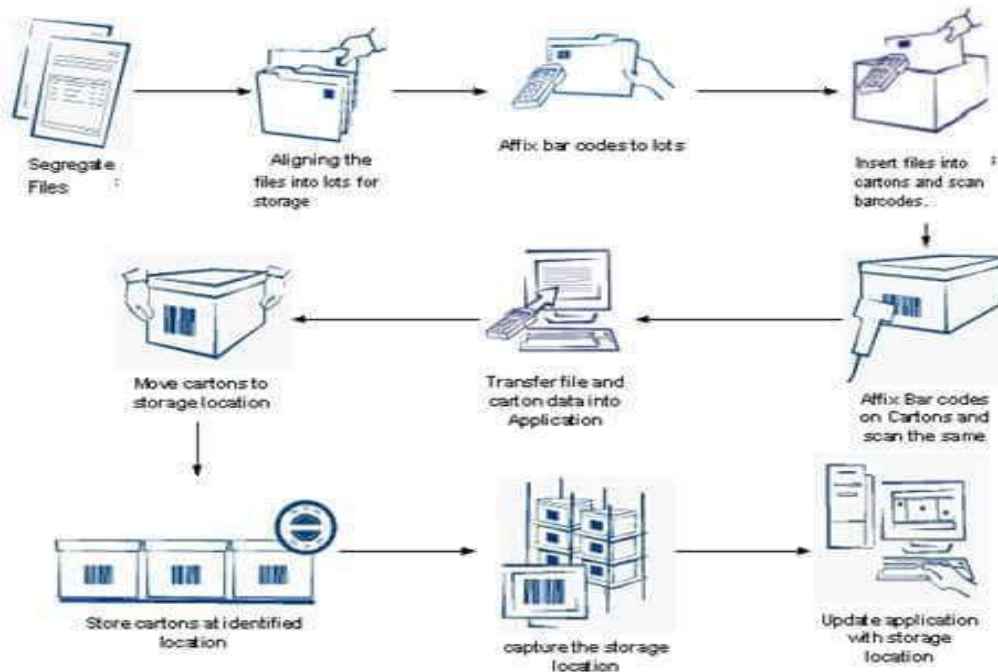 Segregate
Files :
Aligning the
files into lots for
storage
Affix bar codes to lots
Insert files into :
cartons and scan
barcodes.
Affix Bar codes
on Cartons and
scan the same
Transfer file and
carton data into
Application
Move cartons to
storage location
Store cartons at identified
location
capture the storage
location
Update application
with storage
location